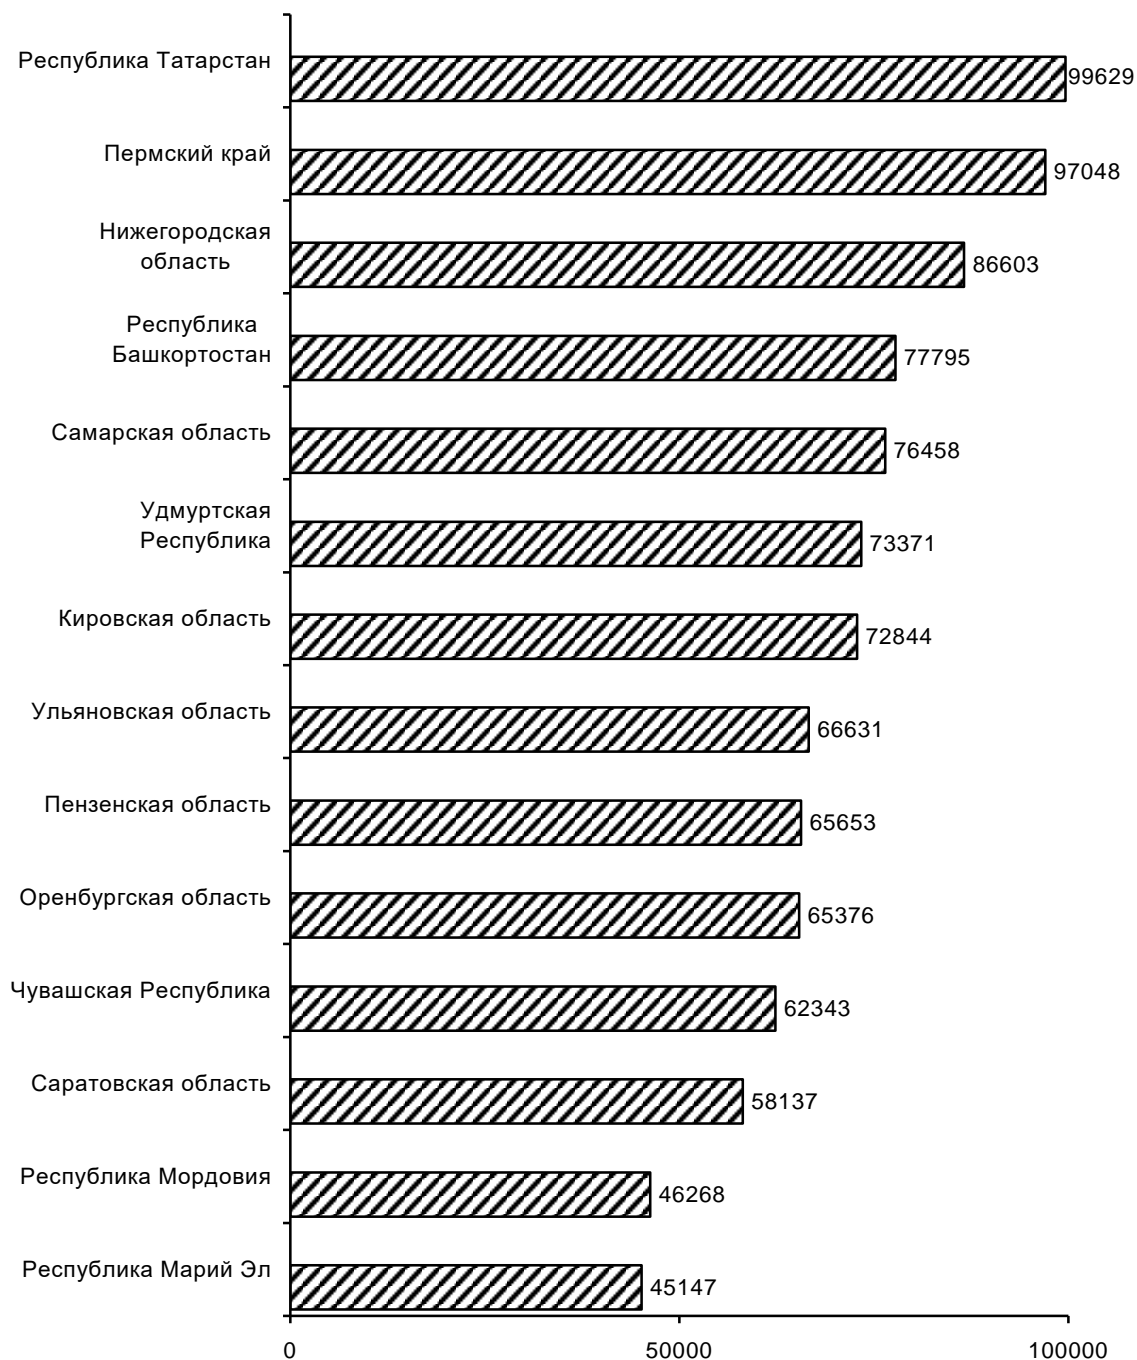 Республика Татарстан
99629
Пермский край
97048
Нижегородская
область
86603
Республика
Башкортостан
77795
Самарская область
76458
Удмуртская
Республика
73371
Кировская область
72844
Ульяновская область
66631
Пензенская область
65653
Оренбургская область
65376
Чувашская Республика
62343
Саратовская область
58137
Республика Мордовия
46268
Республика Марий Эл
45147
0 50000 100000